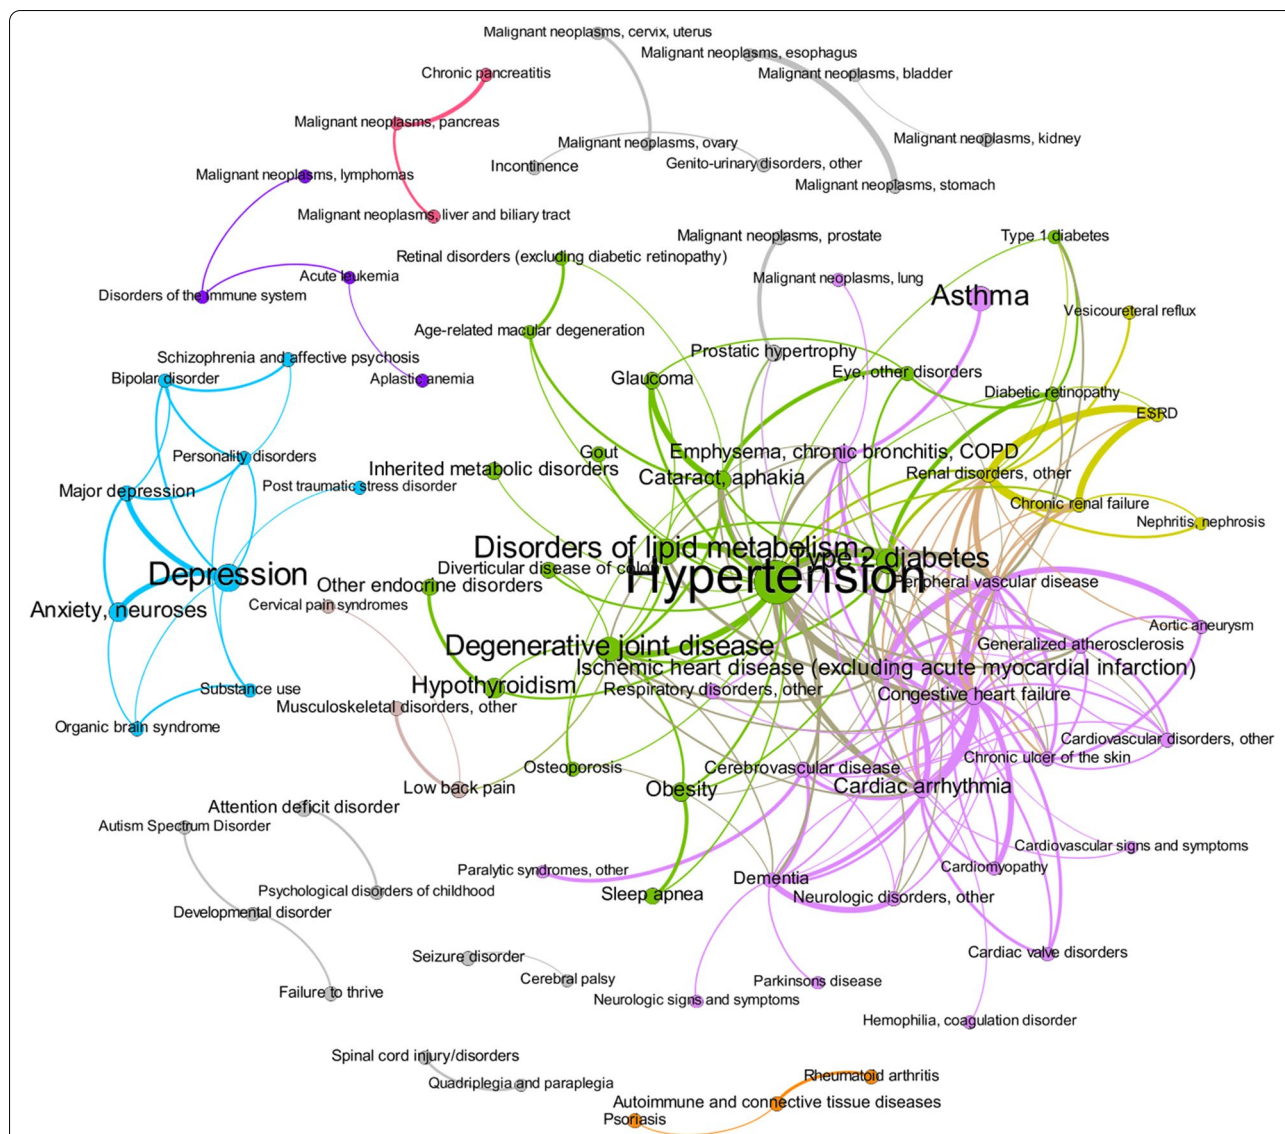 Malignant neoplasms, cervix, uterus
Malignant neoplasms, esophagus
Chronic pancreatitis
Malignant neoplasms, bladder
Malignant neoplasms, pancreas
Malignant neoplasms, kidney
Malignant neoplasms, ovary
Incontinence
Genito-urinary disorders, other
Malignant neoplasms, lymphomas
Malignant neoplasms, stomach
Malignant neoplasms, liver and biliary tract
Malignant neoplasms, prostate
Type 1 diabetes
Retinal disorders (excluding diabetic retinopathy)
Acute leukemia
Malignant neoplasms, lung
Disorders of the immune system
Asthma
Vesicoureteral reflux
Age-related macular degeneration
Prostatic hypertrophy
Schizophrenia and affective psychosis
Bipolar disorder
Aplastic anemia
Glaucoma
Eye, other disorders
Diabetic retinopathy
ESRD
Gout
Emphysema, chronic bronchitis, COPD
Personality disorders
Inherited metabolic disorders
Cataract, aphakia
Renal disorders, other
Major depression
Post traumatic stress disorder
Chronic renal failure
Nephritis, nephrosis
Disorders of lipid metabolism
Type 2 diabetes
Diverticular disease of colon
Hypertension
Depression
Other endocrine disorders
Peripheral vascular disease
Anxiety, neuroses
Cervical pain syndromes
Aortic aneurysm
Degenerative joint disease
Generalized atherosclerosis
Ischemic heart disease (excluding acute myocardial infarction)
Hypothyroidism
Respiratory disorders, other
Congestive heart failure
Substance use
Musculoskeletal disorders, other
Organic brain syndrome
Cardiovascular disorders, other
Chronic ulcer of the skin
Osteoporosis
Cerebrovascular disease
Low back pain
Obesity
Cardiac arrhythmia
Attention deficit disorder
Autism Spectrum Disorder
Cardiovascular signs and symptoms
Paralytic syndromes, other
Dementia
Cardiomyopathy
Psychological disorders of childhood
Sleep apnea
Neurologic disorders, other
Developmental disorder
Seizure disorder
Cardiac valve disorders
Cerebral palsy
Parkinsons disease
Failure to thrive
Neurologic signs and symptoms
Hemophilia, coagulation disorder
Spinal cord injury/disorders
Quadriplegia and paraplegia
Rheumatoid arthritis
Autoimmune and connective tissue diseases
Psoriasis